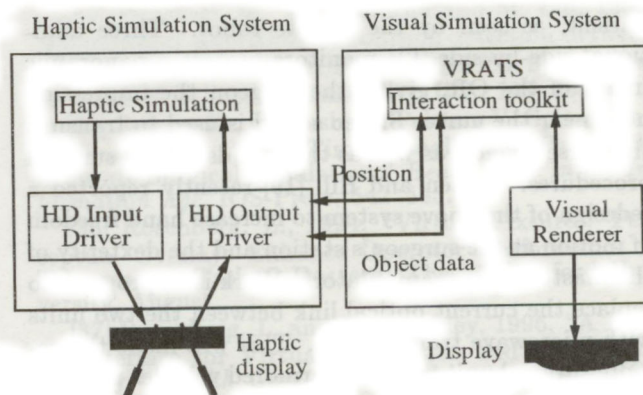 Haptic Simulation System
Visual Simulation System
VRATS
Haptic Simulation
Interaction toolkit
Position
HD Input
Driver
HD Output
Driver
Visual
Renderer
Object data
Haptic
display
Display